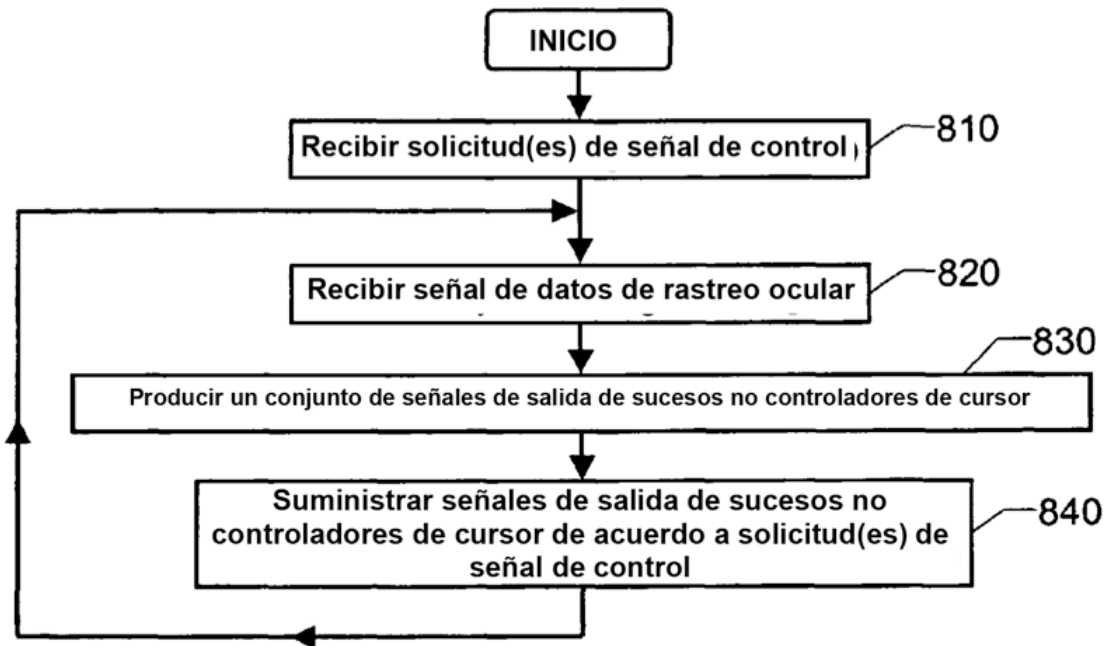 INICIO
Recibir solicitud(es) de señal de control )
810
Recibir señal de datos de rastreo ocular
820
830
Producir un conjunto de señales de salida de sucesos no controladores de cursor
Suministrar señales de salida de sucesos no
controladores de cursor de acuerdo a solicitud(es) de
señal de control
840